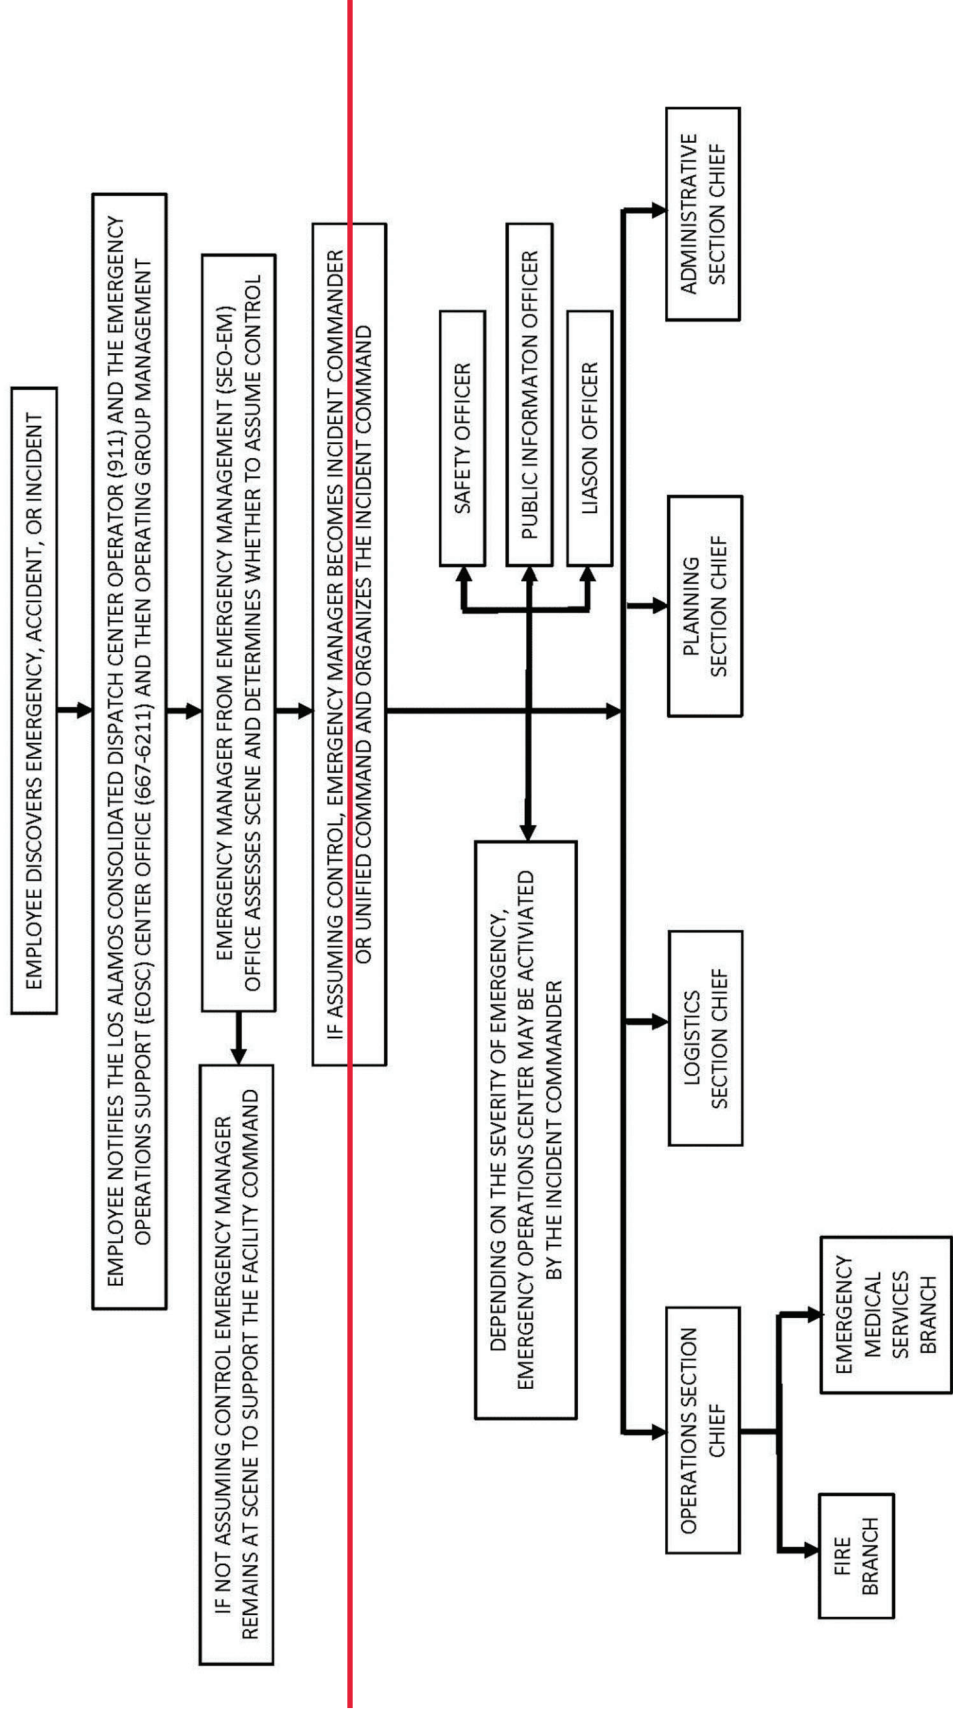 EMPLOYEE DISCOVERS EMERGENCY, ACCIDENT, OR INCIDENT
EMPLOYEE NOTIFIES THE LOS ALAMOS CONSOLIDATED DISPATCH CENTER OPERATOR (911) AND THE EMERGENCY
OPERATIONS SUPPORT (EOSC) CENTER OFFICE (667-6211) AND THEN OPERATING GROUP MANAGEMENT
IF NOT ASSUMING CONTROL EMERGENCY MANAGER
REMAINS AT SCENE TO SUPPORT THE FACILITY COMMAND
EMERGENCY MANAGER FROM EMERGENCY MANAGEMENT (SEO-EM)
OFFICE ASSESSES SCENE AND DETERMINES WHETHER TO ASSUME CONTROL
IF ASSUMING CONTROL, EMERGENCY MANAGER BECOMES INCIDENT COMMANDER
OR UNIFIED COMMAND AND ORGANIZES THE INCIDENT COMMAND
DEPENDING ON THE SEVERITY OF EMERGENCY,
EMERGENCY OPERATIONS CENTER MAY BE ACTIVIATED
BY THE INCIDENT COMMANDER
SAFETY OFFICER
PUBLIC INFORMATON OFFICER
LIASON OFFICER
OPERATIONS SECTION
CHIEF
LOGISTICS
SECTION CHIEF
PLANNING
SECTION CHIEF
ADMINISTRATIVE
SECTION CHIEF
FIRE
BRANCH
EMERGENCY
MEDICAL
SERVICES
BRANCH